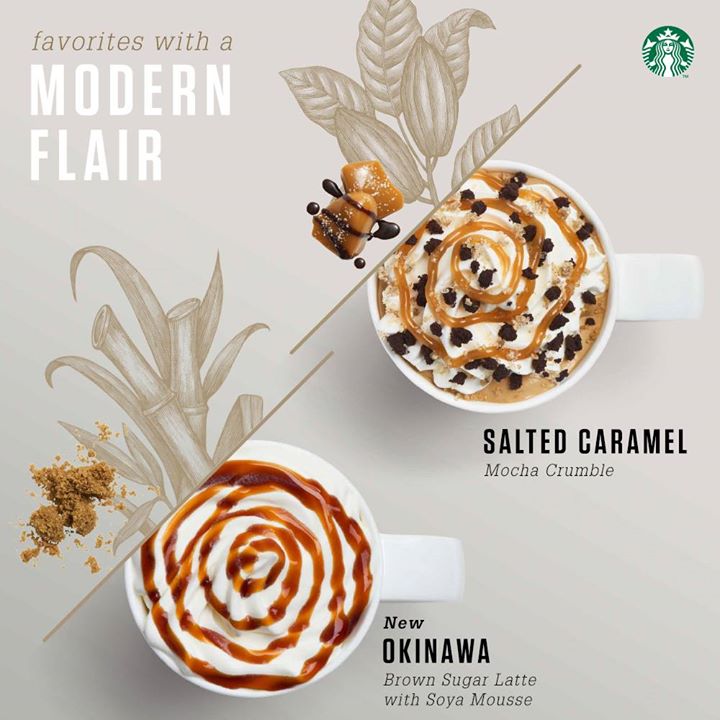 favorites with a
MODERN
FLAIR
SALTED CARAMEL
Mocha Crumble
New
OKINAWA
Brown Sugar Latte
with Soya Mousse